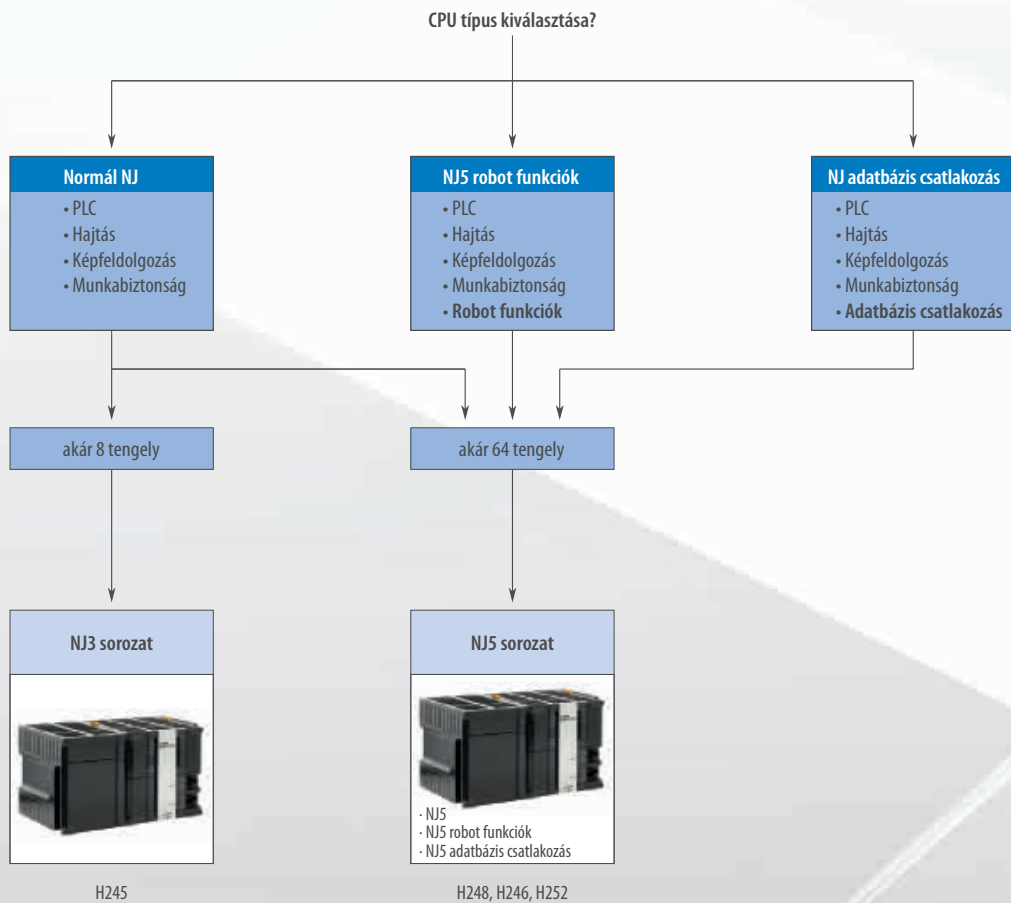 CPU típus kiválasztása?
Normál NJ
• PLC
• Hajtás
• Képfeldolgozás
• Munkabiztonság
NJ5 robot funkciók
• PLC
• Hajtás
• Képfeldolgozás
• Munkabiztonság
• Robot funkciók
NJ adatbázis csatlakozás
• PLC
• Hajtás
• Képfeldolgozás
• Munkabiztonság
• Adatbázis csatlakozás
akár 8 tengely
akár 64 tengely
NJ3 sorozat
NJ5 sorozat
· NJ5
· NJ5 robot funkciók
· NJ5 adatbázis csatlakozás
H245
H248, H246, H252